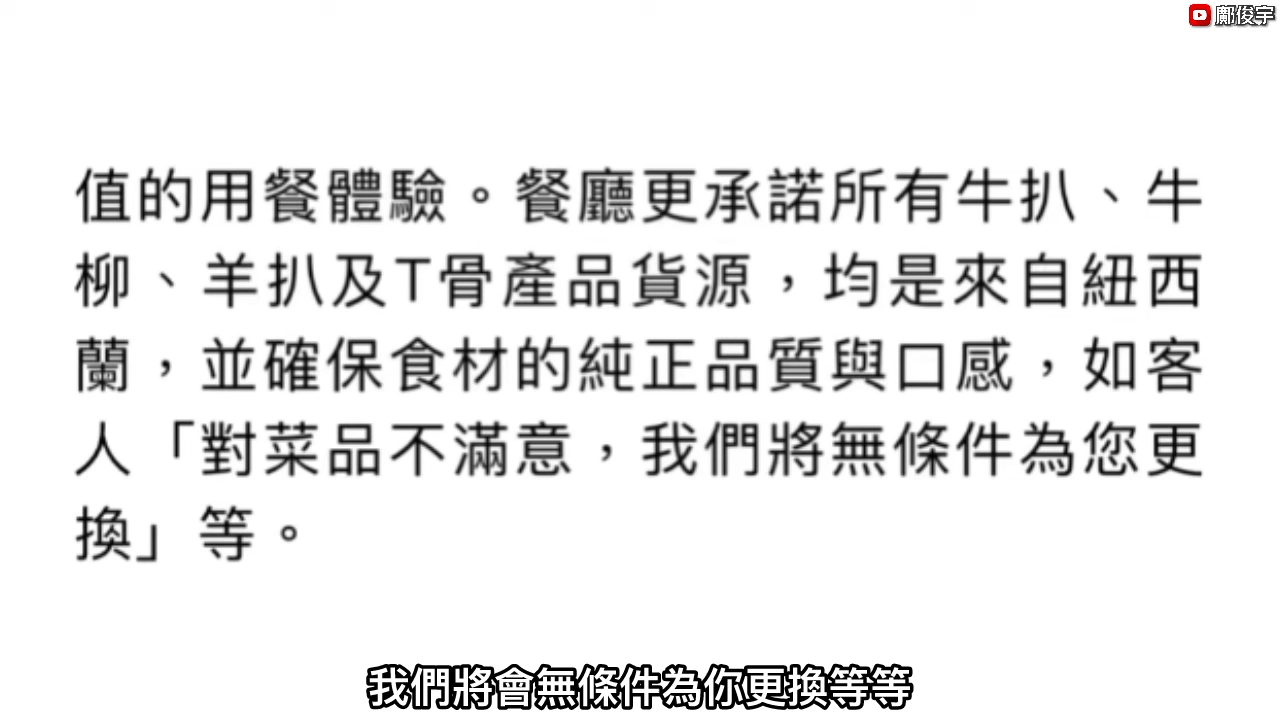 鄺俊宇
值的用餐體驗。餐廳更承諾所有牛扒、牛
柳、羊扒及T骨產品貨源，均是來自紐西
蘭，並確保食材的純正品質與口感，如客
人「對菜品不滿意，我們將無條件為您更
換」等。
我們將會無條件為你更換等等